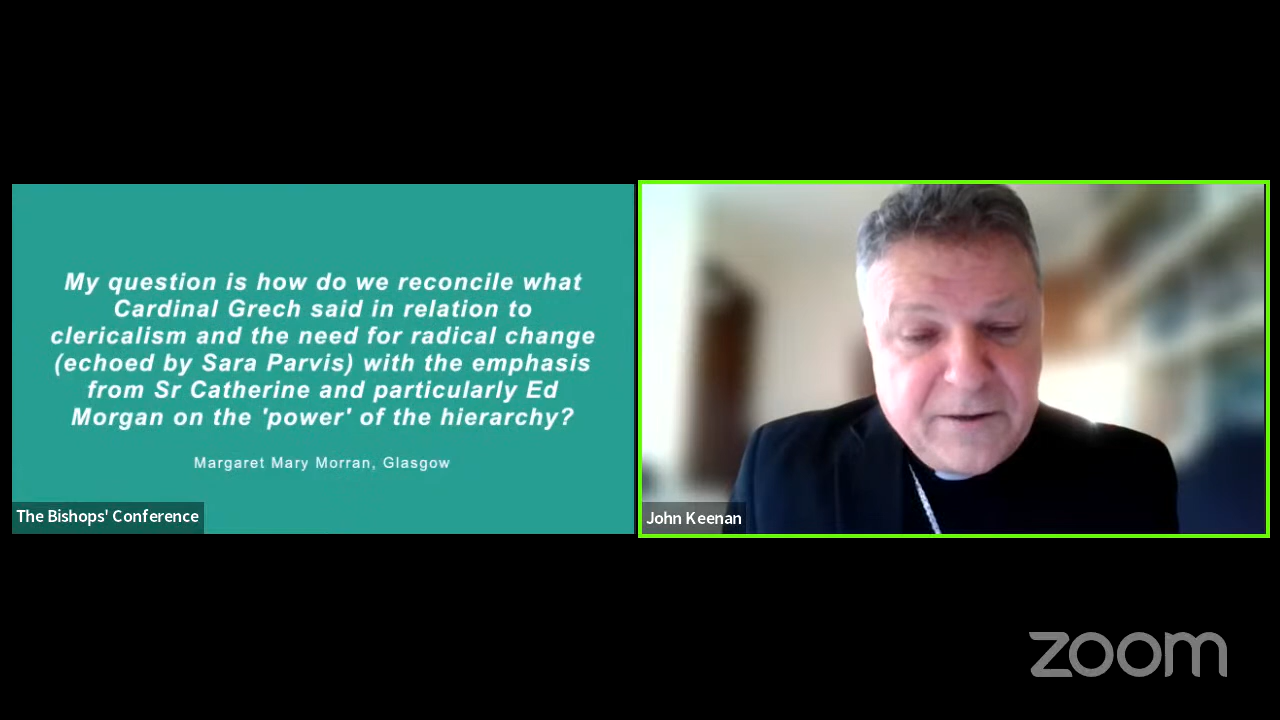 My question is how do we reconcile what
Cardinal Grech said in relation to
clericalism and the need for radical change
(echoed by Sara Parvis) with the emphasis
from Sr Catherine and particularly Ed
Morgan on the 'power' of the hierarchy?
Margaret Mary Morran, Glasgow
The Bishops' Conference
John Keenan
zoom